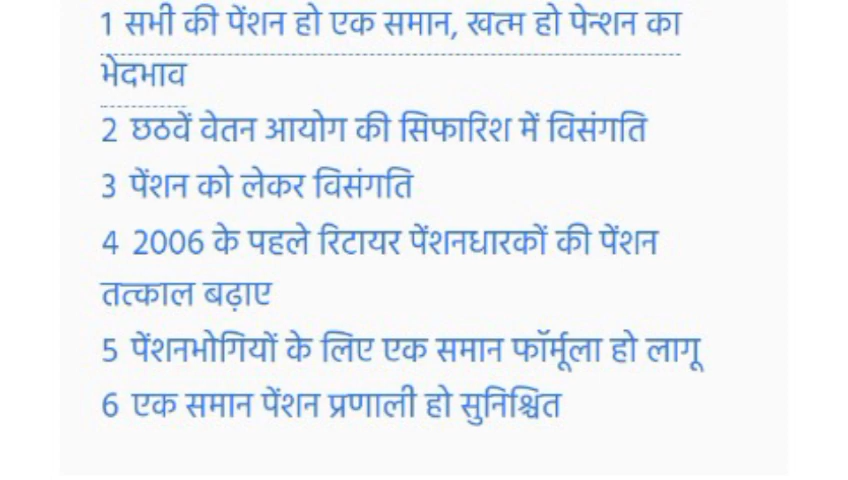 1 सभी की पेंशन हो एक समान, खत्म हो पेन्शन का
भेदभाव
2 छठवें वेतन आयोग की सिफारिश में विसंगति
3 पेंशन को लेकर विसंगति
4 2006 के पहले रिटायर पेंशनधारकों की पेंशन
तत्काल बढ़ाए
5 पेंशनभोगियों के लिए एक समान फॉर्मूला हो लागू
6 एक समान पेंशन प्रणाली हो सुनिश्चित